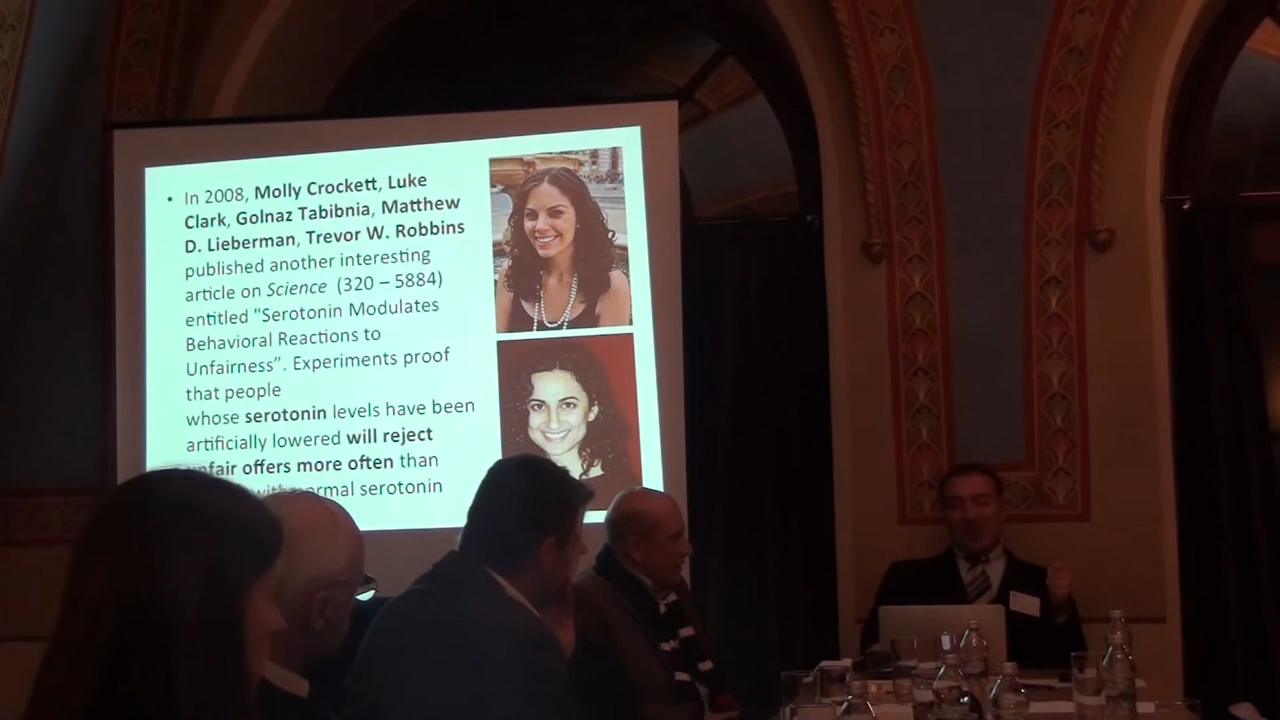 • In 2008, Molly Crockett, Luke
Clark, Golnaz Tabibnia, Matthew
D. Lieberman, Trevor W. Robbins
published another interesting
article on Science (320 – 5884)
entitled "Serotonin Modulates
Behavioral Reactions to
Unfairness”. Experiments proof
that people
whose serotonin levels have been
artificially lowered will reject
unfair offers more often than
with normal serotonin